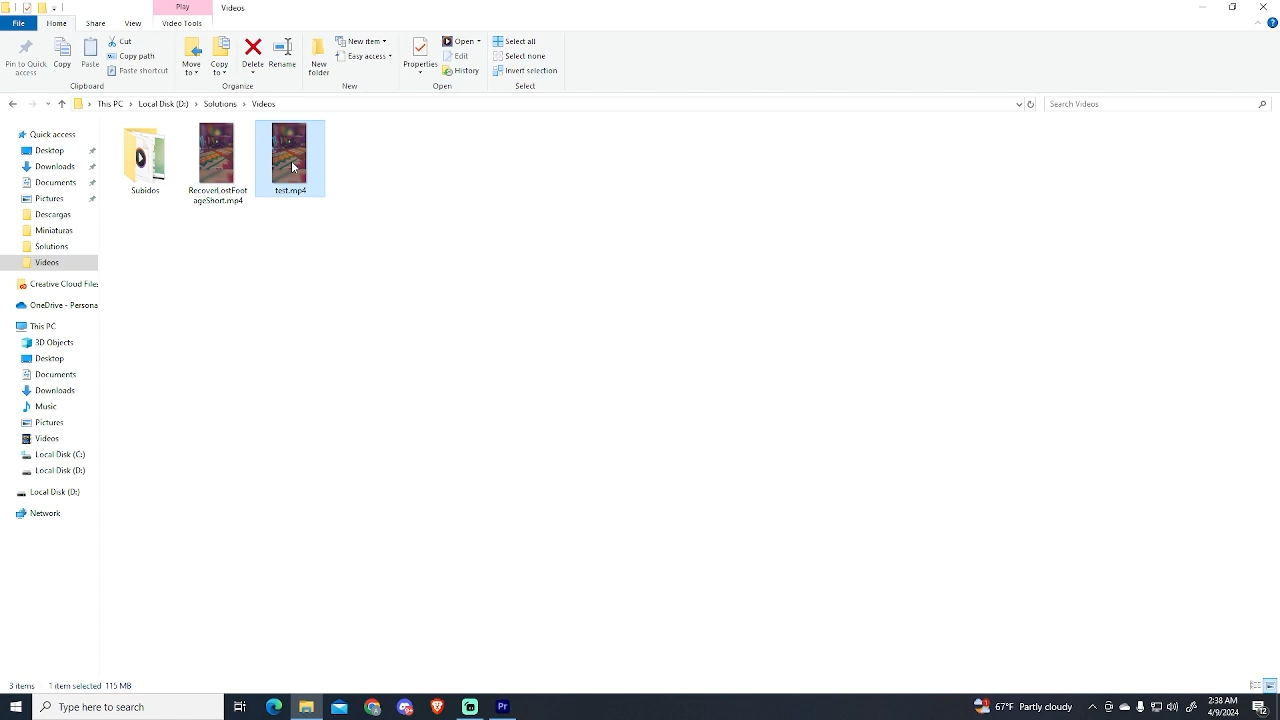 Play Videos
File Home Share View Video Tools
Pin to Quick access
Copy
Paste
Cut
Copy path
Paste shortcut
Clipboard
Move to
Copy to
Delete
Rename
Organize
New folder
New item
Easy access
New
Properties
Open
Edit
History
Open
Select all
Select none
Invert selection
Select
This PC Local Disk (D:) Solutions Videos
Search Videos
Quick access
Desktop
Downloads
Documents
Pictures
Descargas
Miniaturas
Solutions
Videos
Creative Cloud Files
OneDrive - Persona
This PC
3D Objects
Desktop
Documents
Downloads
Music
Pictures
Videos
Local Disk (C:)
Local Disk (D:)
Local Disk (D:)
Network
Subidos
RecoverLostFoot
ageShort.mp4
test.mp4
3 items 1 item selected 115 MB
Type here to search
Pr
67°F Partly cloudy
2:38 AM
4/9/2024